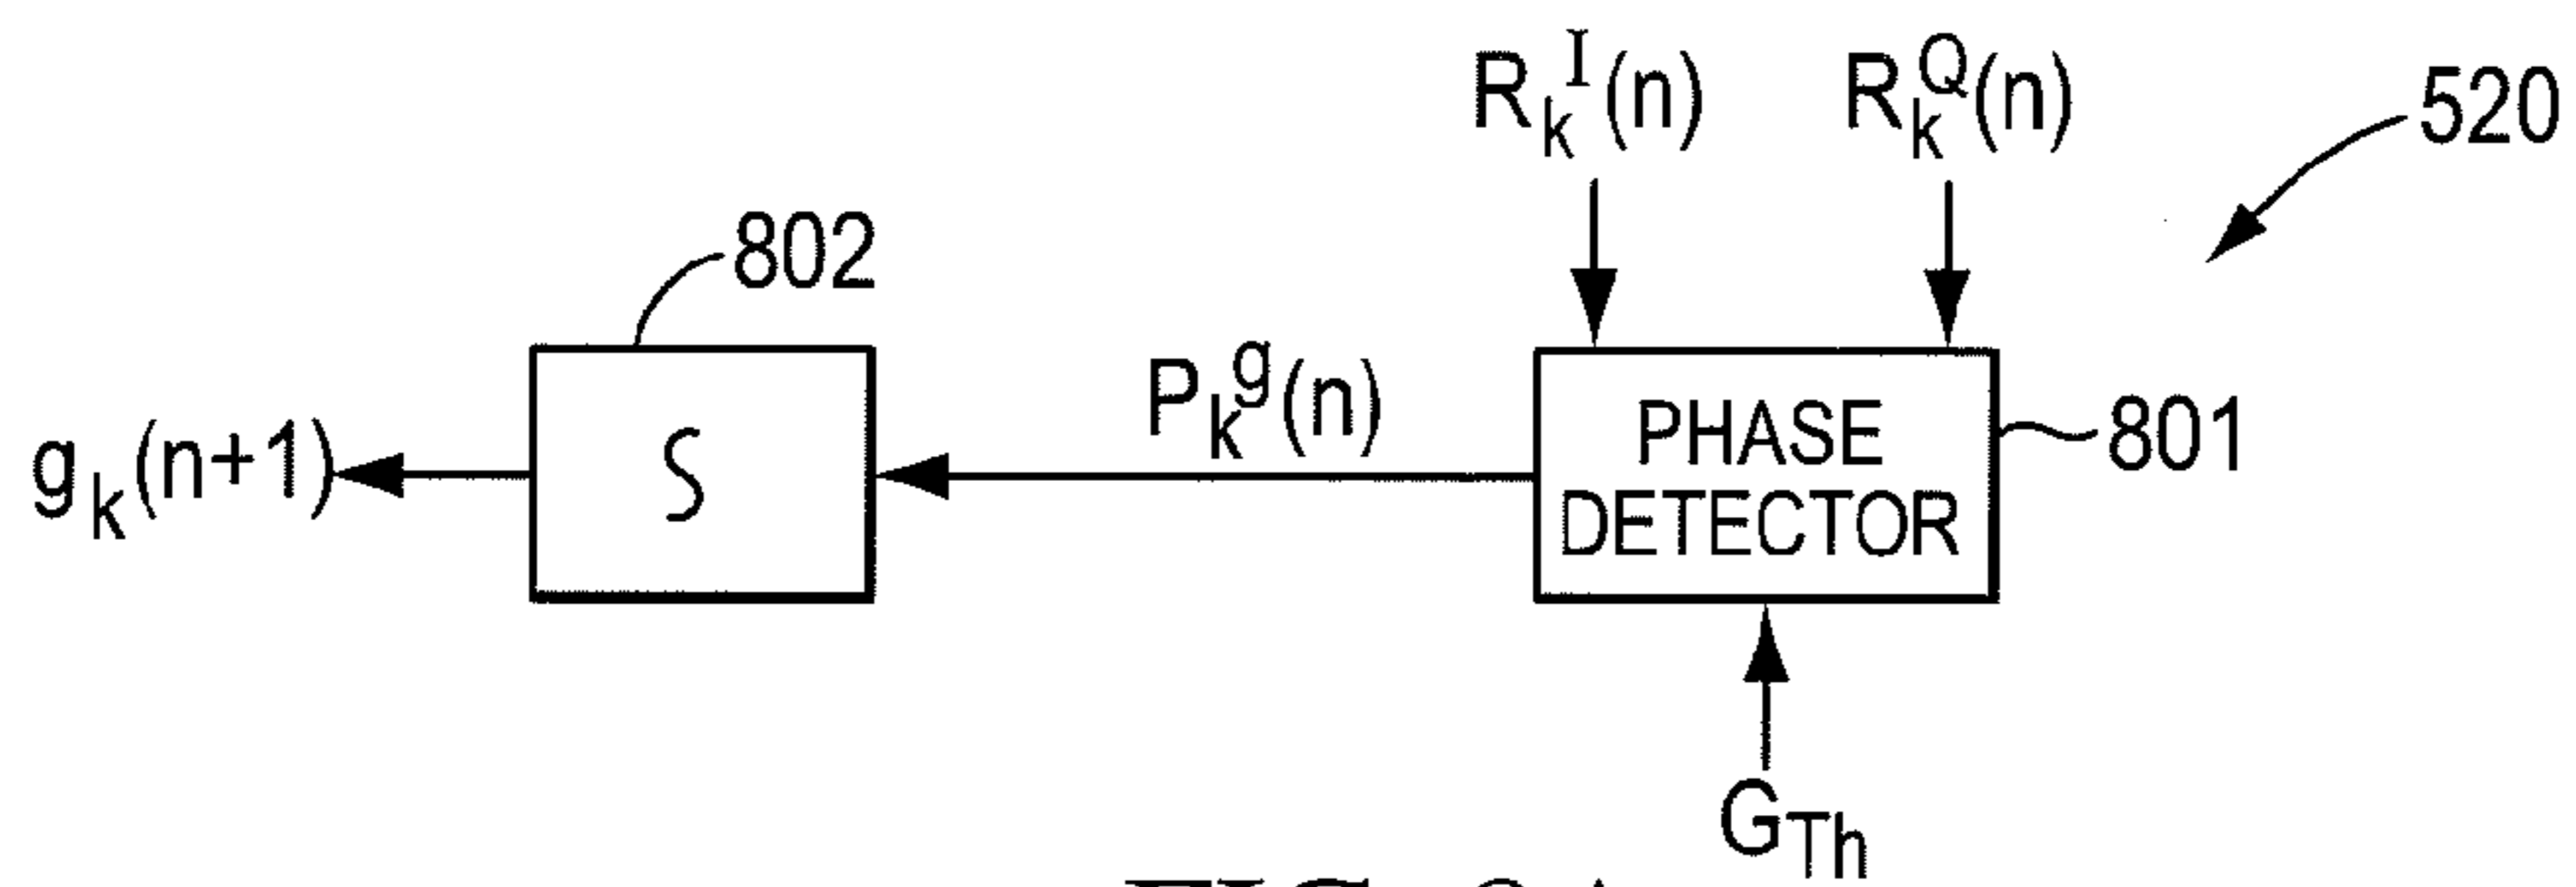 R_k^I(n) R_k^Q(n)
520
802
P_k^g(n)
PHASE
DETECTOR
801
g_k(n+1)
∫
G_Th